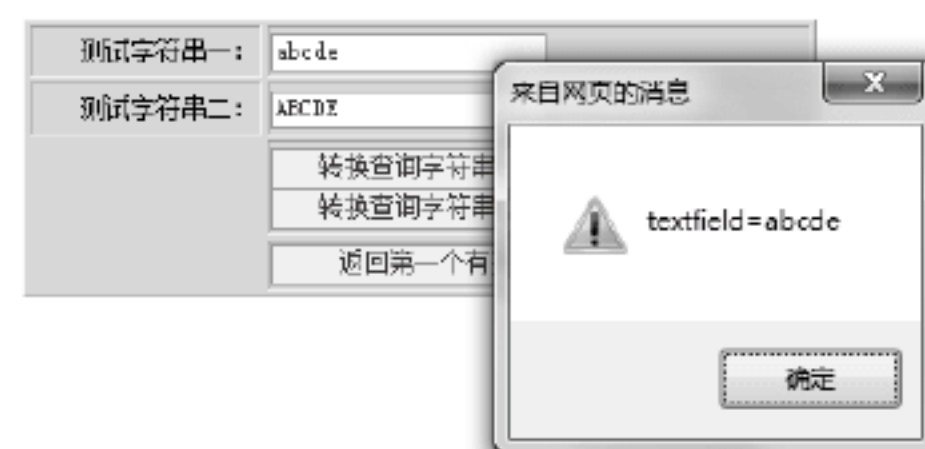 测试字符串一：
abcde
测试字符串二：
ABCDE
转换查询字符串
转换查询字符串
返回第一个有
来自网页的消息
textfield=abcde
确定